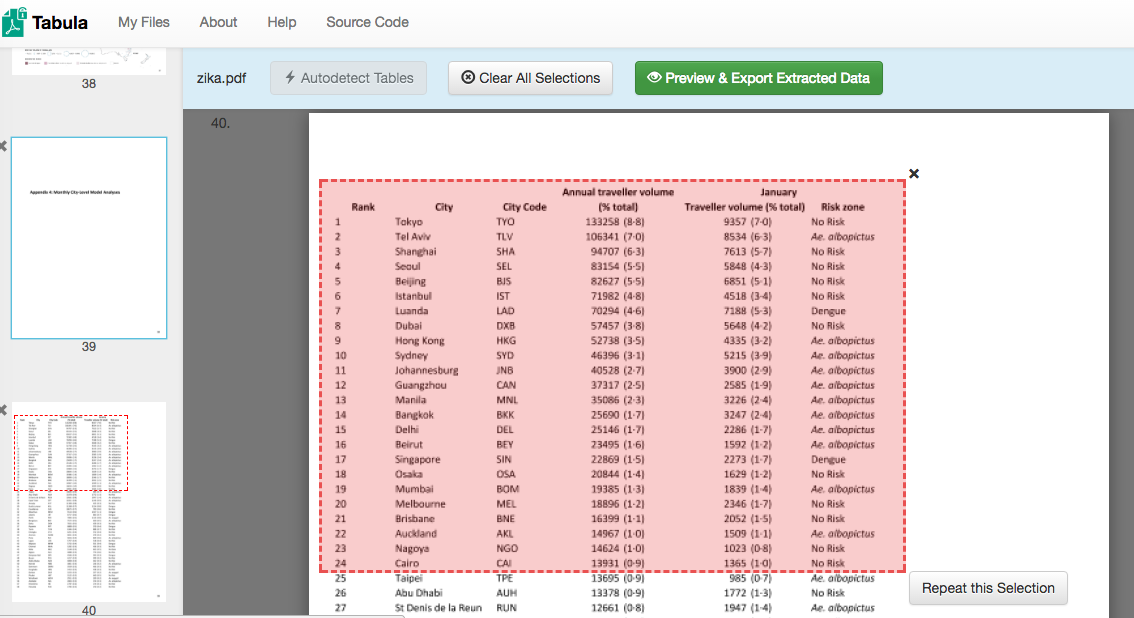 Tabula My Files About Help Source Code
38
zika.pdf Autodetect Tables Clear All Selections Preview & Export Extracted Data
40.
Appendix 4: Monthly City-Level Model Analyses
39
40
Annual traveller volume January
Rank City City Code (% total) Traveller volume (% total) Risk zone
1 Tokyo TYO 133258 (8·8) 9357 (7·0) No Risk
2 Tel Aviv TLV 106341 (7·0) 8534 (6·3) Ae. albopictus
3 Shanghai SHA 94707 (6·3) 7613 (5·7) No Risk
4 Seoul SEL 83154 (5·5) 5848 (4·3) No Risk
5 Beijing BJS 82627 (5·5) 6851 (5·1) No Risk
6 Istanbul IST 71982 (4·8) 4518 (3·4) No Risk
7 Luanda LAD 70294 (4·6) 7188 (5·3) Dengue
8 Dubai DXB 57457 (3·8) 5648 (4·2) No Risk
9 Hong Kong HKG 52738 (3·5) 4335 (3·2) Ae. albopictus
10 Sydney SYD 46396 (3·1) 5215 (3·9) Ae. albopictus
11 Johannesburg JNB 40528 (2·7) 3900 (2·9) Ae. albopictus
12 Guangzhou CAN 37317 (2·5) 2585 (1·9) Ae. albopictus
13 Manila MNL 35086 (2·3) 3226 (2·4) Ae. albopictus
14 Bangkok BKK 25690 (1·7) 3247 (2·4) Ae. albopictus
15 Delhi DEL 25146 (1·7) 2286 (1·7) Ae. albopictus
16 Beirut BEY 23495 (1·6) 1592 (1·2) Ae. albopictus
17 Singapore SIN 22869 (1·5) 2273 (1·7) Dengue
18 Osaka OSA 20844 (1·4) 1629 (1·2) No Risk
19 Mumbai BOM 19385 (1·3) 1839 (1·4) Ae. albopictus
20 Melbourne MEL 18896 (1·2) 2346 (1·7) No Risk
21 Brisbane BNE 16399 (1·1) 2052 (1·5) No Risk
22 Auckland AKL 14967 (1·0) 1509 (1·1) Ae. albopictus
23 Nagoya NGO 14624 (1·0) 1023 (0·8) No Risk
24 Cairo CAI 13931 (0·9) 1365 (1·0) No Risk
25 Taipei TPE 13695 (0·9) 985 (0·7) Ae. albopictus
26 Abu Dhabi AUH 13378 (0·9) 1772 (1·3) No Risk
27 St Denis de la Reun RUN 12661 (0·8) 1947 (1·4) Ae. albopictus
Repeat this Selection